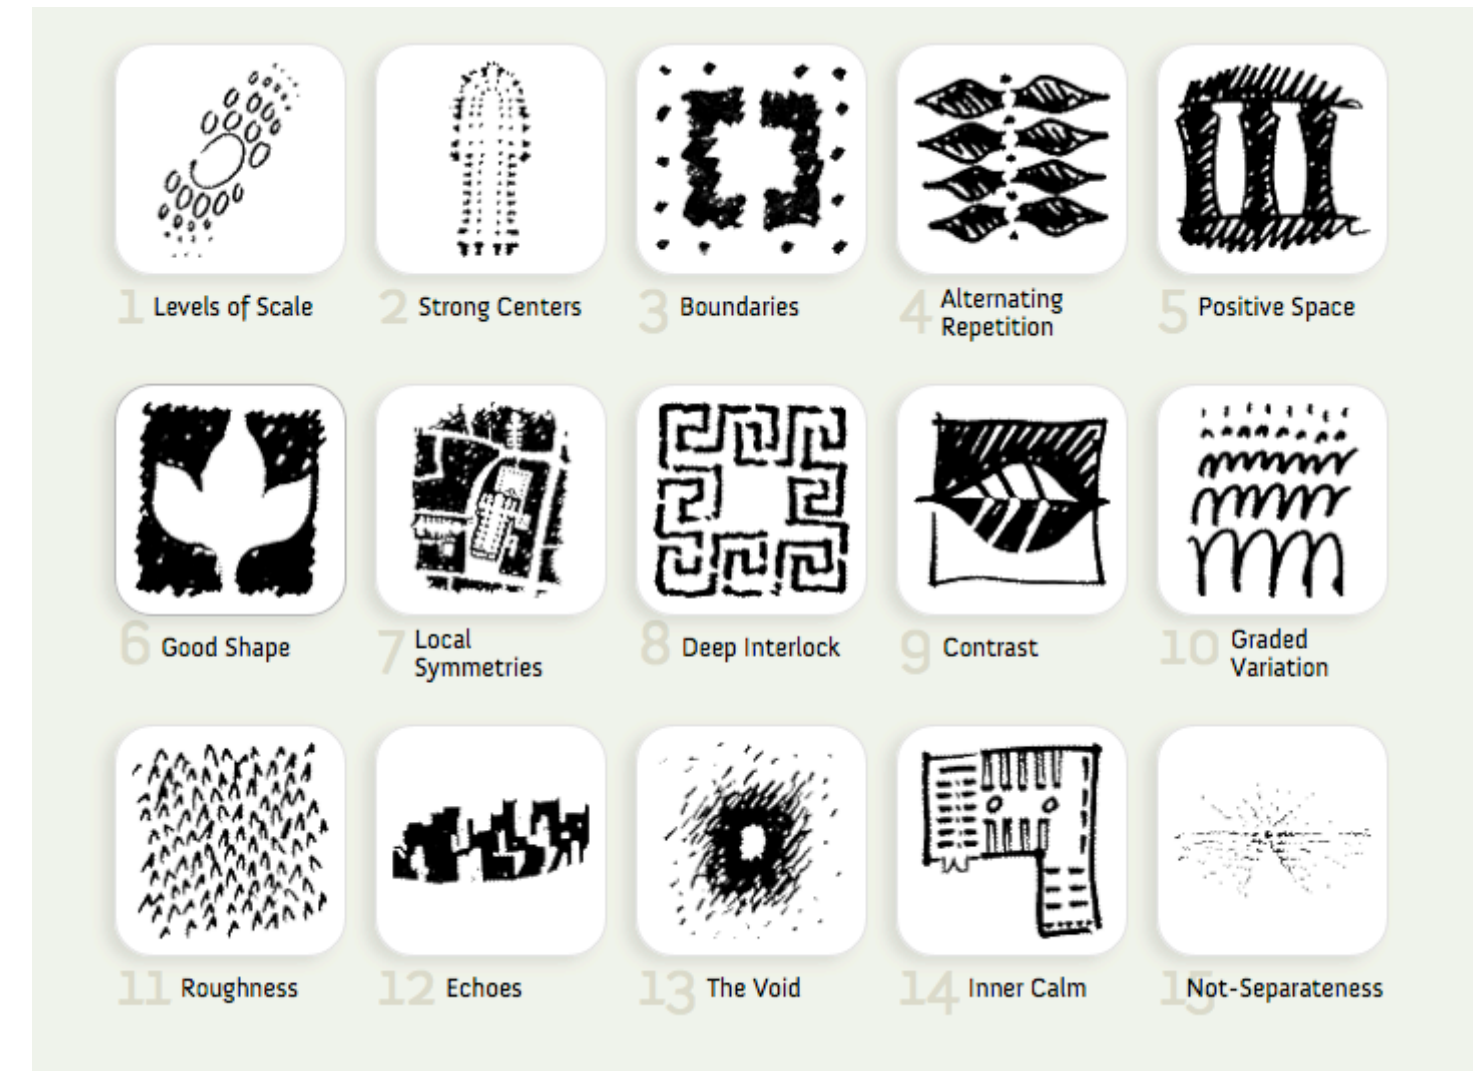 1 Levels of Scale
2 Strong Centers
3 Boundaries
4 Alternating
Repetition
5 Positive Space
6 Good Shape
7 Local
Symmetries
8 Deep Interlock
9 Contrast
10 Graded
Variation
11 Roughness
12 Echoes
13 The Void
14 Inner Calm
15 Not-Separateness